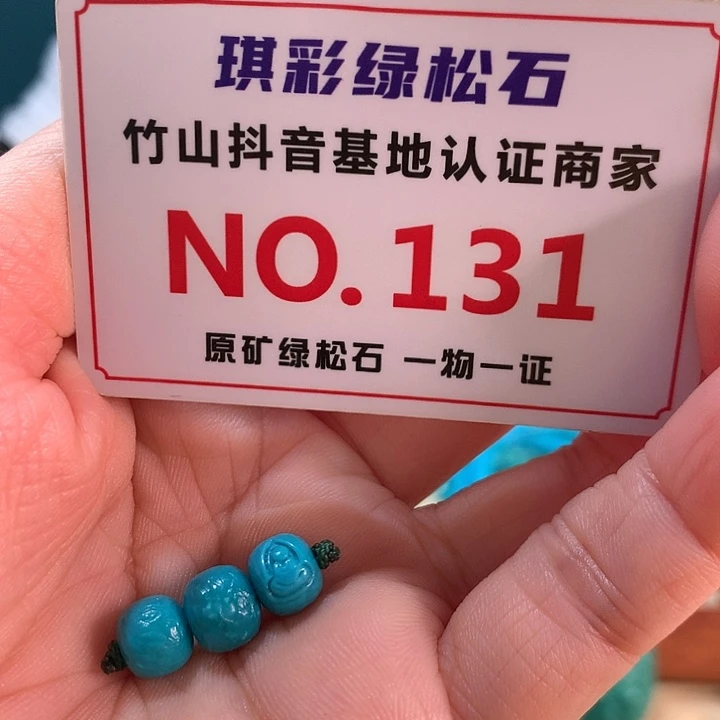 琪彩绿松石
竹山抖音基地认证商家
NO.131
原矿绿松石 一物一证